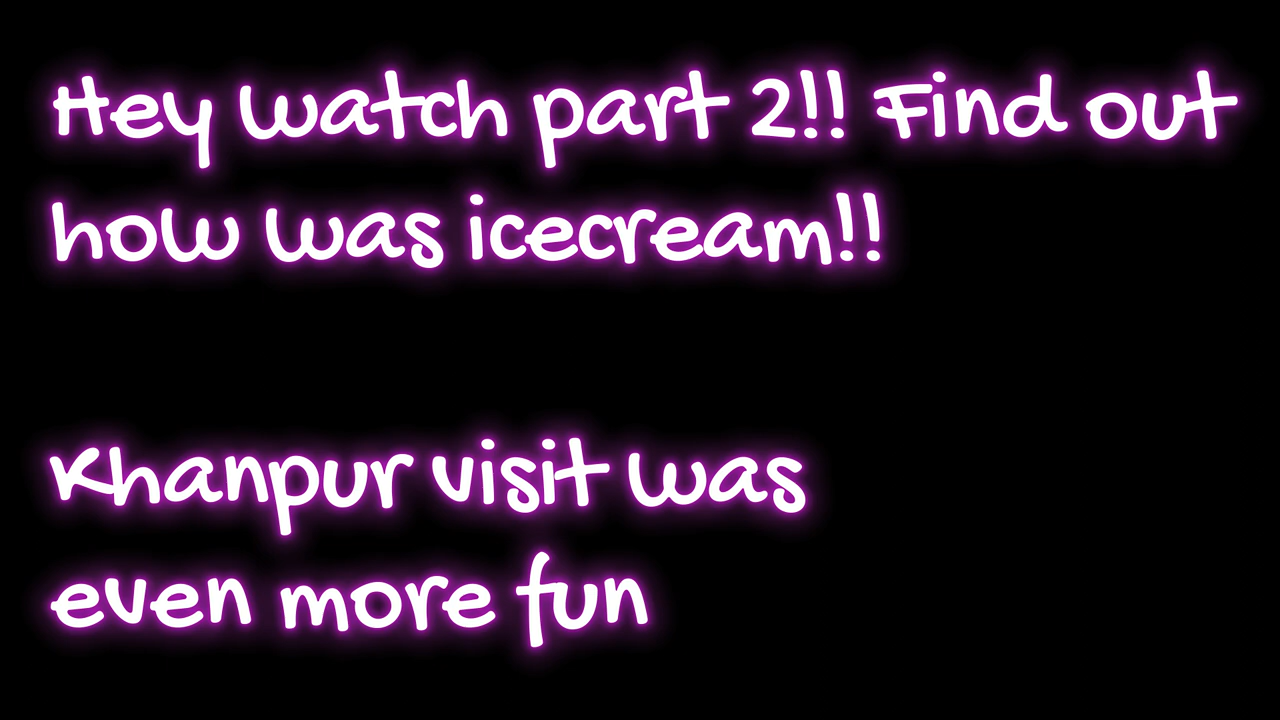 Hey watch part 2!! Find out
how was icecream!!
Khanpur visit was
even more fun